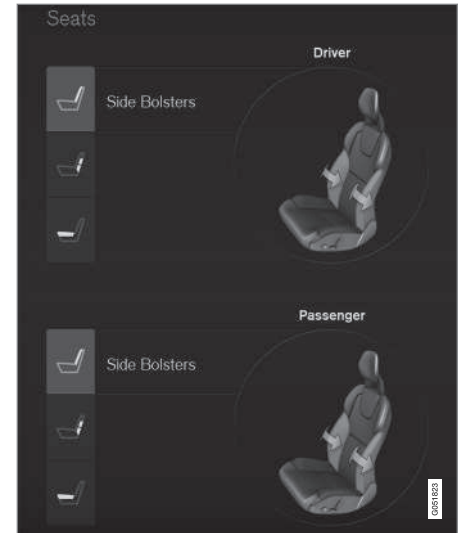 Seats
Driver
Side Bolsters
Passenger
Side Bolsters
G051823